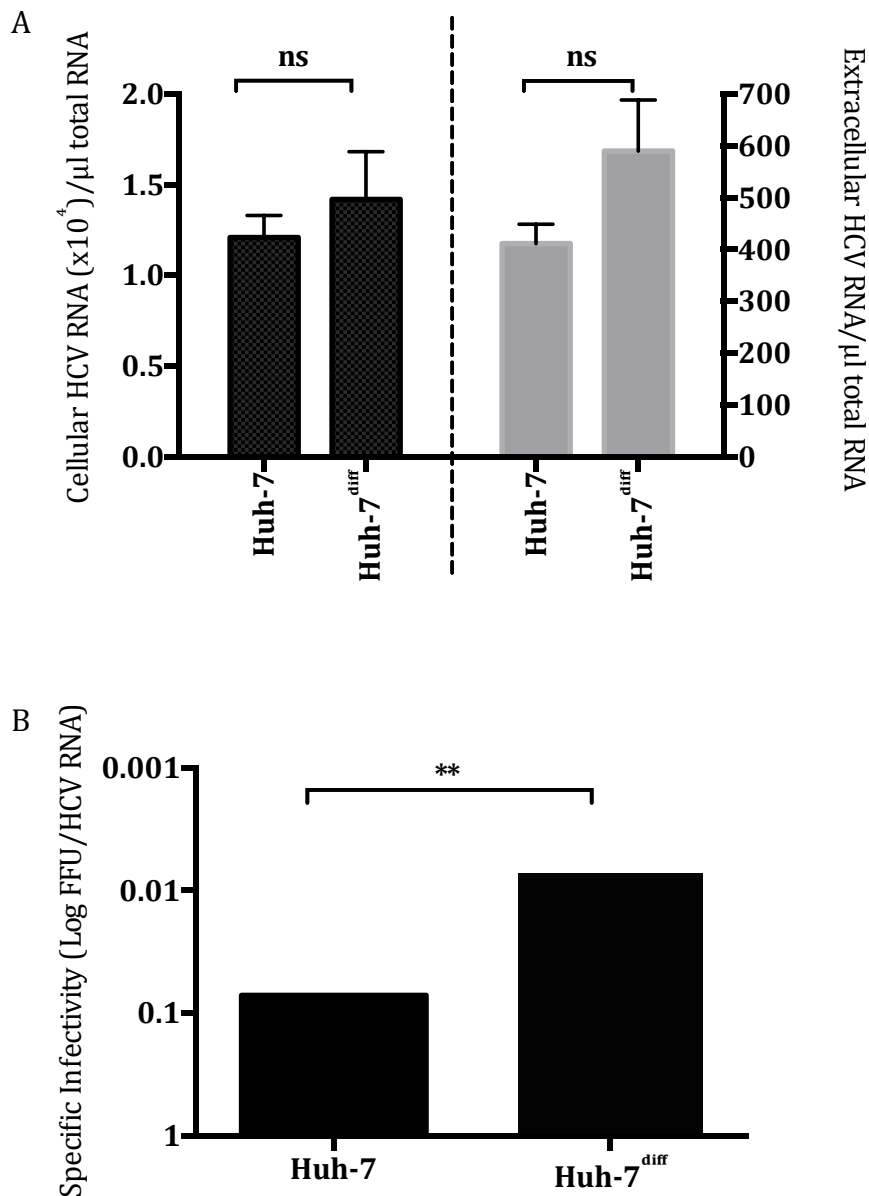 A
ns
ns
Cellular HCV RNA (x10⁴)/µl total RNA
2.0
1.5
1.0
0.5
0.0
700
600
500
400
300
200
100
0
Extracellular HCV RNA/µl total RNA
Huh-7
Huh-7diff
Huh-7
Huh-7diff
B
Specific Infectivity (Log FFU/HCV RNA)
0.001
0.01
0.1
1
**
Huh-7
Huh-7diff